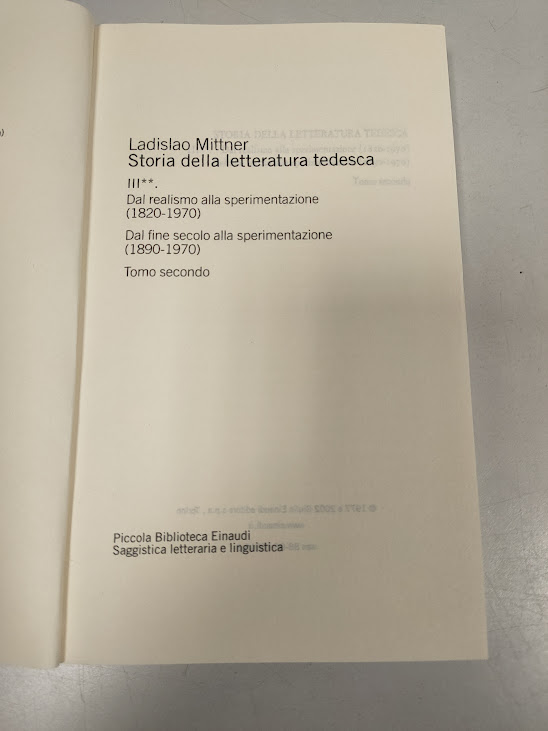 Ladislao Mittner
Storia della letteratura tedesca
III**.
Dal realismo alla sperimentazione
(1820-1970)
Dal fine secolo alla sperimentazione
(1890-1970)
Tomo secondo
Piccola Biblioteca Einaudi
Saggistica letteraria e linguistica